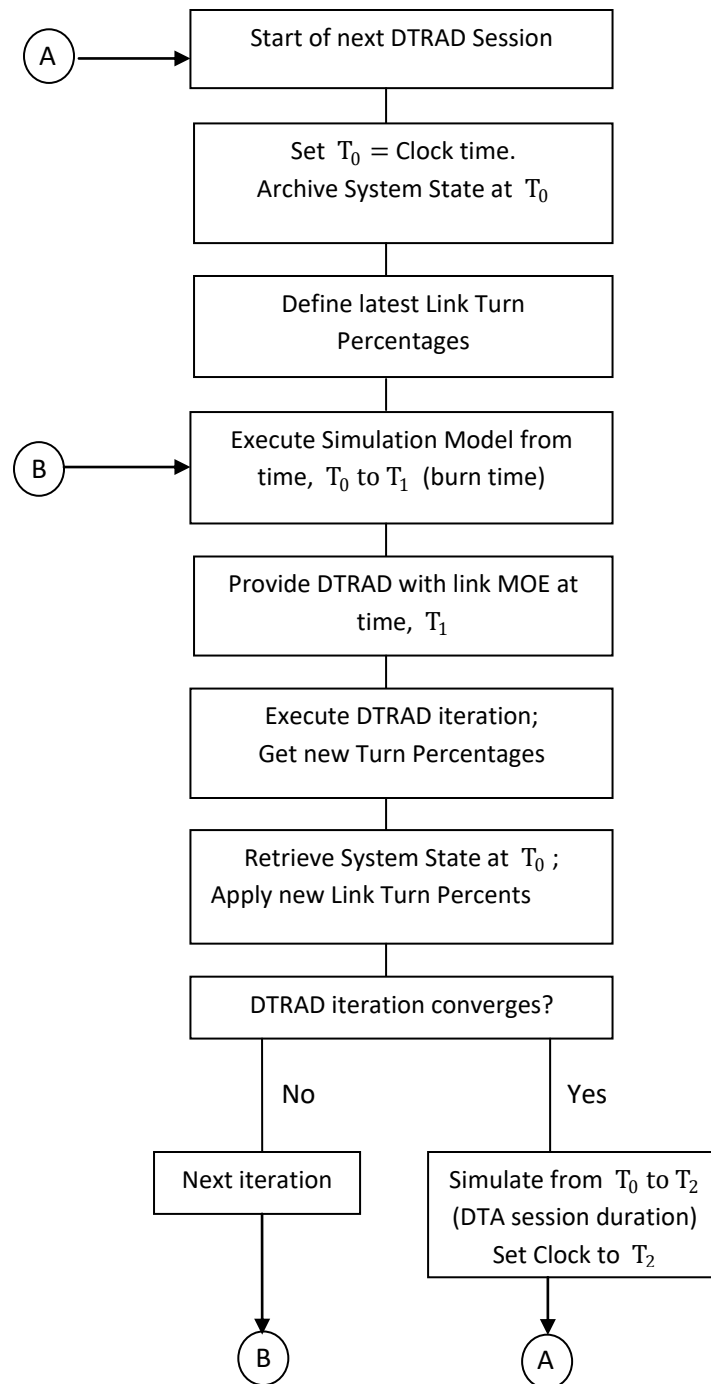 A
Start of next DTRAD Session
Set T₀ = Clock time.
Archive System State at T₀
Define latest Link Turn
Percentages
B
Execute Simulation Model from
time, T₀ to T₁ (burn time)
Provide DTRAD with link MOE at
time, T₁
Execute DTRAD iteration;
Get new Turn Percentages
Retrieve System State at T₀ ;
Apply new Link Turn Percents
DTRAD iteration converges?
No
Yes
Next iteration
Simulate from T₀ to T₂
(DTA session duration)
Set Clock to T₂
B
A